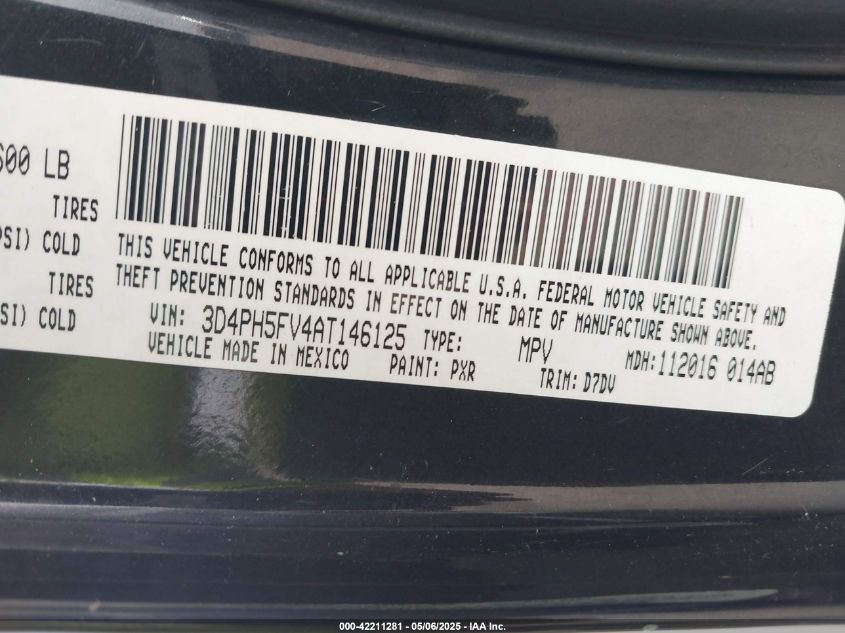 600 LB
TIRES
PSI) COLD
TIRES
SI) COLD
THIS VEHICLE CONFORMS TO ALL APPLICABLE U.S.A. FEDERAL MOTOR VEHICLE SAFETY AND
THEFT PREVENTION STANDARDS IN EFFECT ON THE DATE OF MANUFACTURE SHOWN ABOVE.
VIN: 3D4PH5FV4AT146125 TYPE: MPV MDH:112016 014AB
VEHICLE MADE IN MEXICO PAINT: PXR TRIM: D7DV
000-42211281 - 05/06/2025 - IAA Inc.